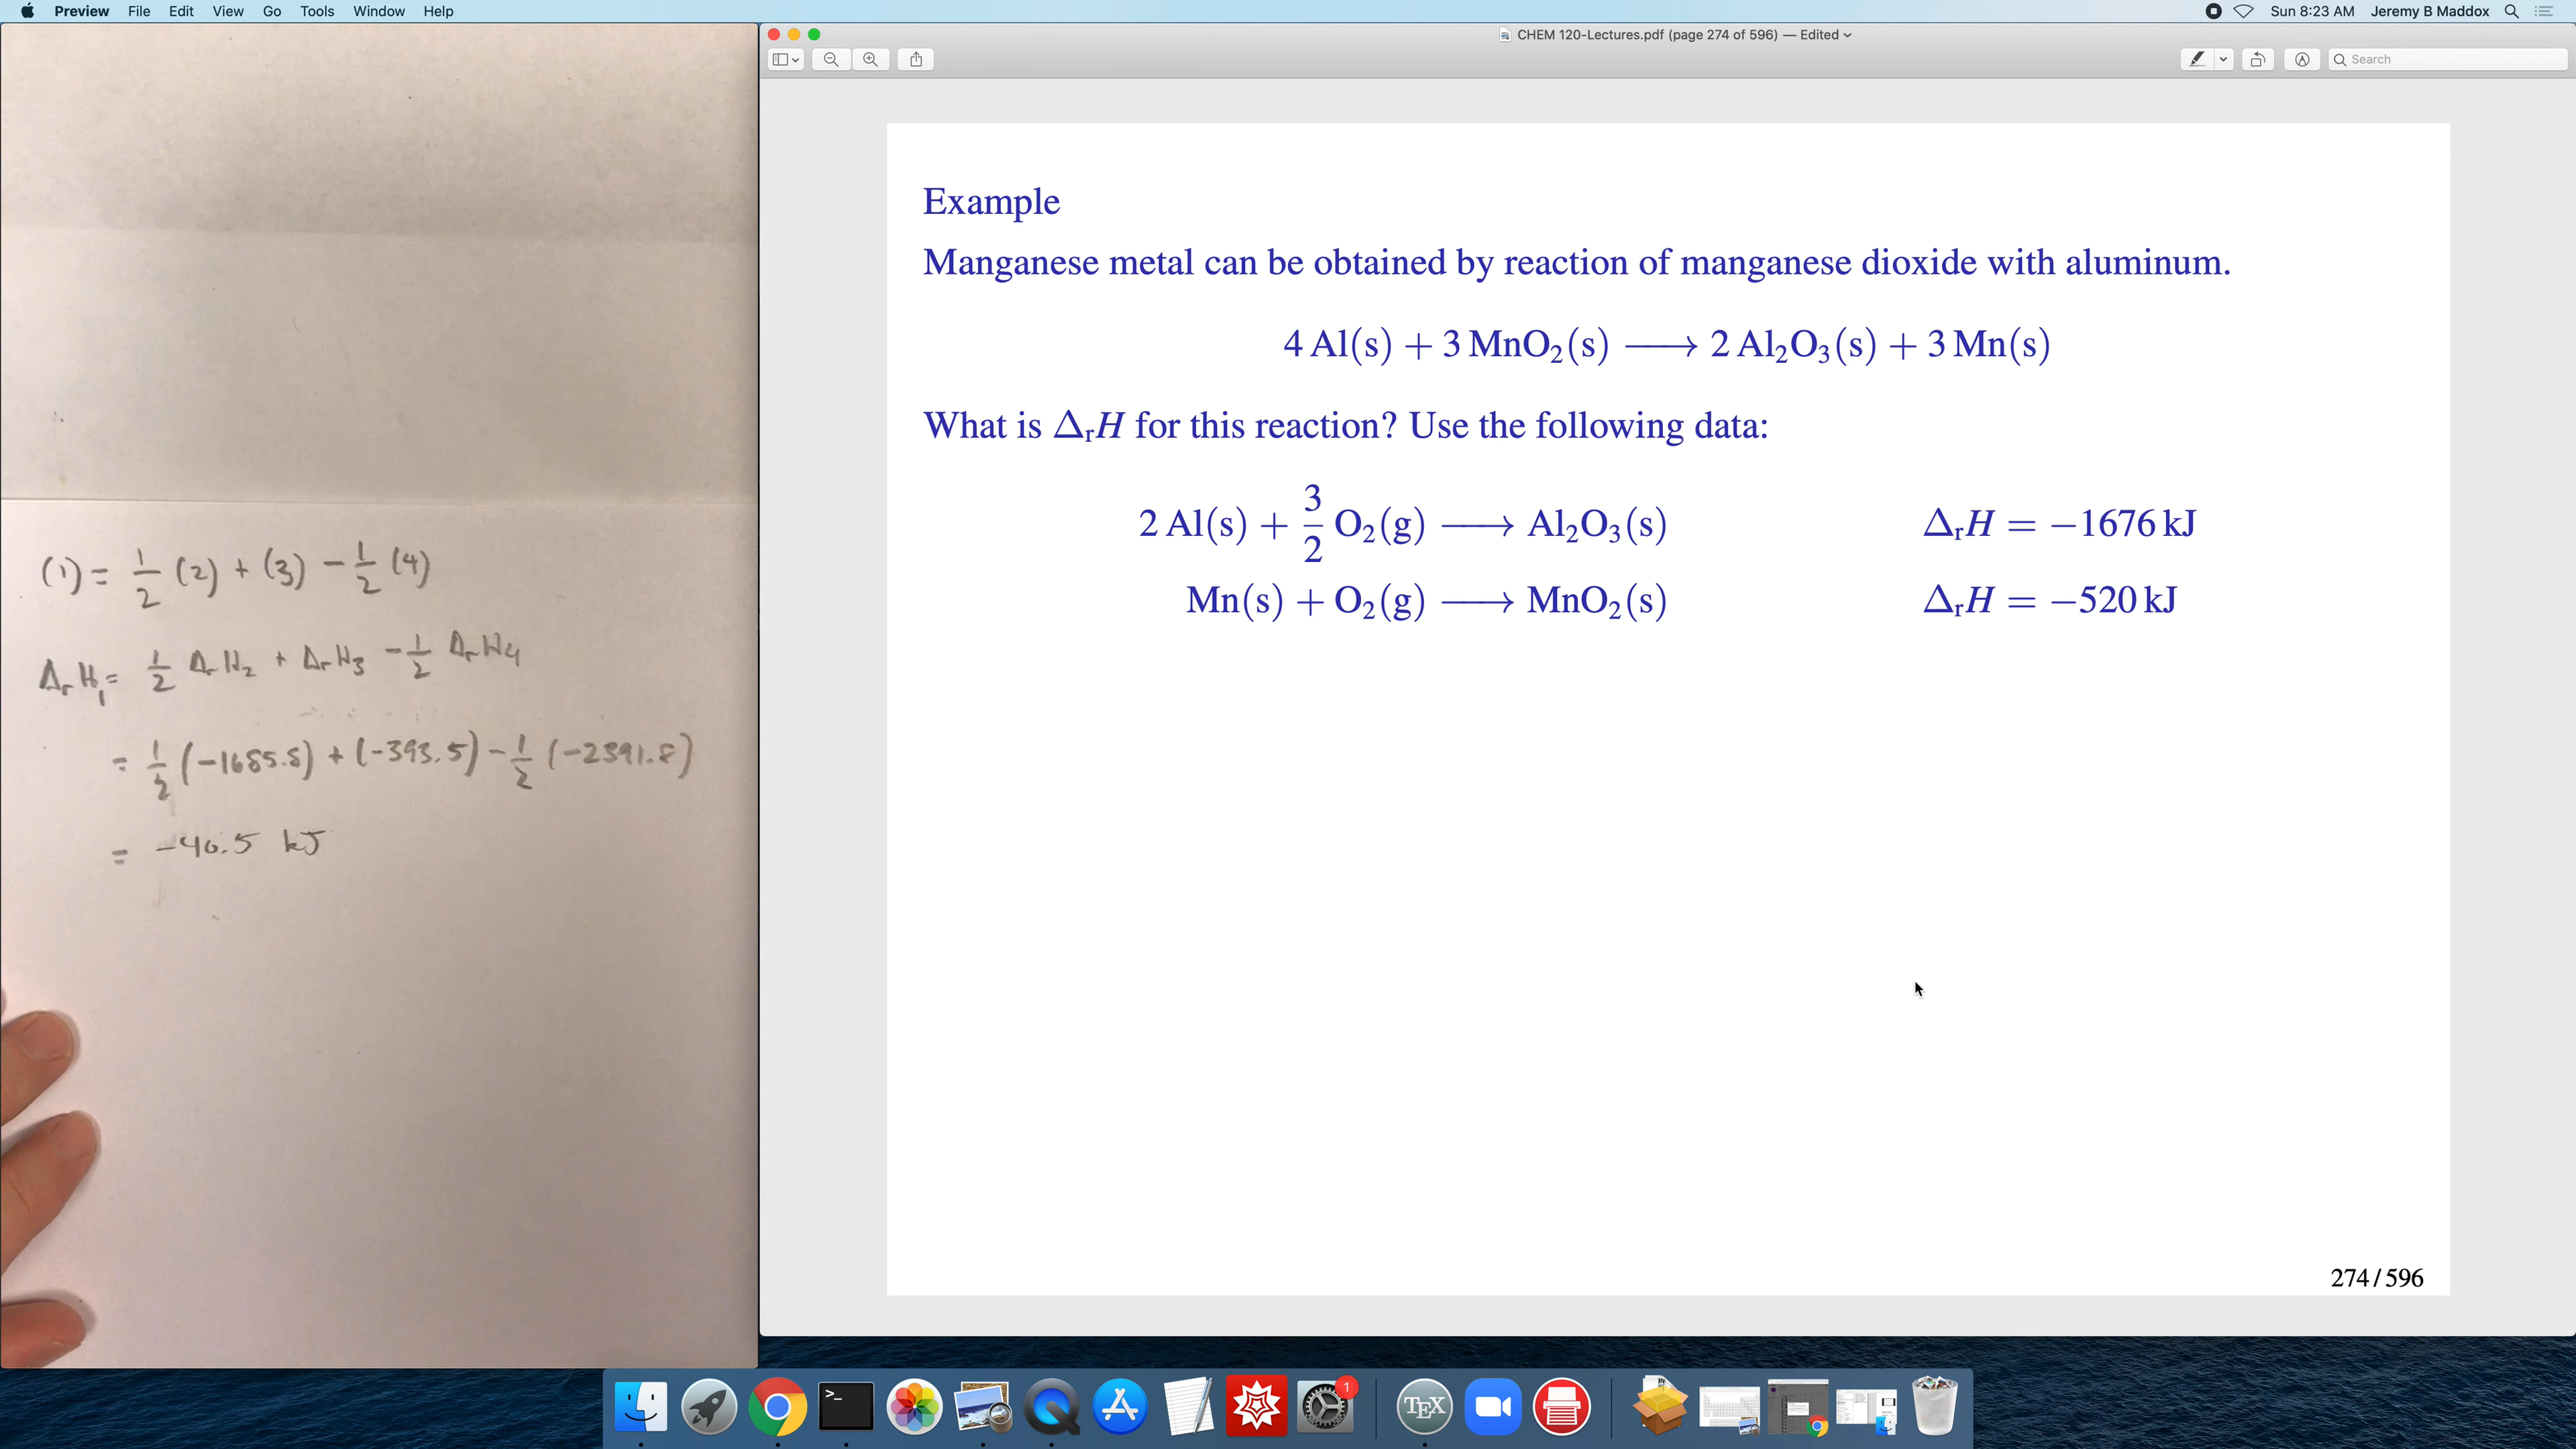 Preview File Edit View Go Tools Window Help
Sun 8:23 AM Jeremy B Maddox
CHEM 120-Lectures.pdf (page 274 of 596) — Edited
Search
(1) = 1/2 (2) + (3) - 1/2 (4)
ΔrH₁ = 1/2 ΔrH₂ + ΔrH₃ - 1/2 ΔrH₄
= 1/2 (-1685.8) + (-393.5) - 1/2 (-2391.8)
= -40.5 kJ
Example
Manganese metal can be obtained by reaction of manganese dioxide with aluminum.
4 Al(s) + 3 MnO₂(s) ⟶ 2 Al₂O₃(s) + 3 Mn(s)
What is ΔrH for this reaction? Use the following data:
2 Al(s) + 3/2 O₂(g) ⟶ Al₂O₃(s) ΔrH = −1676 kJ
Mn(s) + O₂(g) ⟶ MnO₂(s) ΔrH = −520 kJ
274 / 596
>_
1
TEX